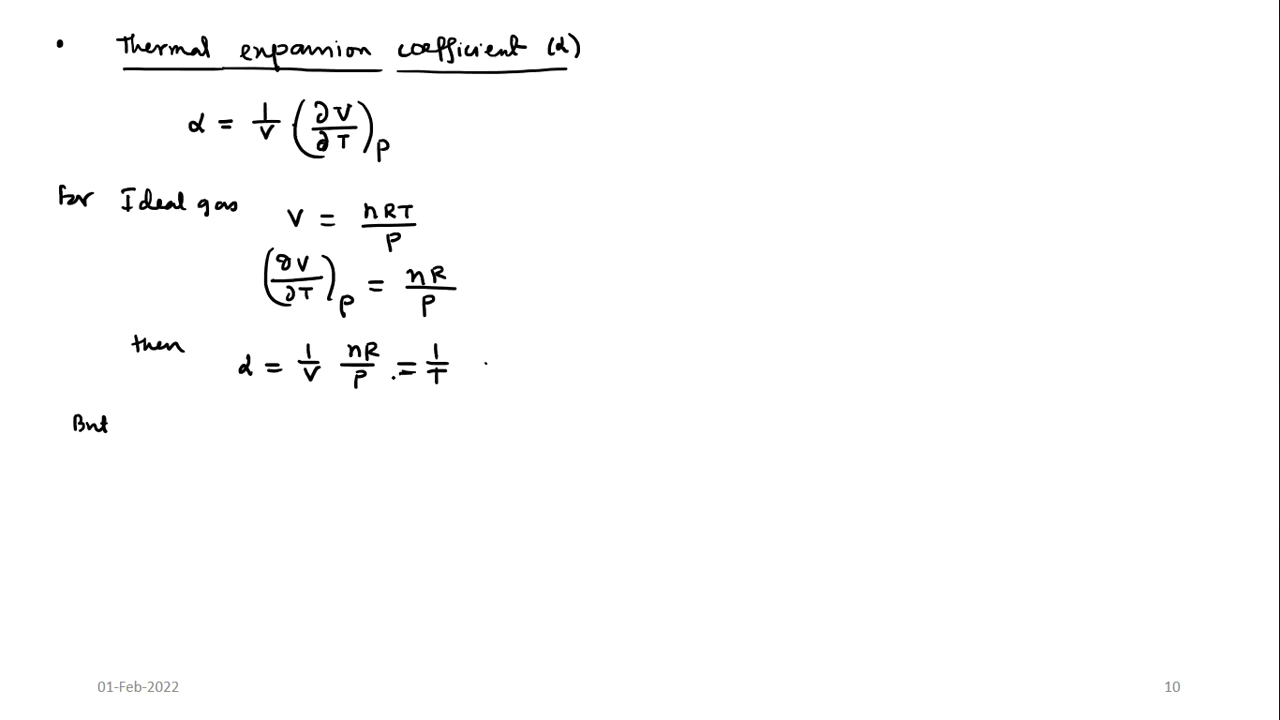 • Thermal expansion coefficient (α)
α = 1/V (∂V/∂T)_P
for Ideal gas V = nRT/P
(∂V/∂T)_P = nR/P
then α = 1/V nR/P = 1/T
But
01-Feb-2022 10